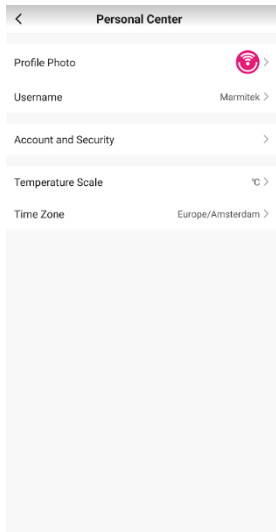 Personal Center
Profile Photo
Username Marmitek
Account and Security
Temperature Scale °C
Time Zone Europe/Amsterdam